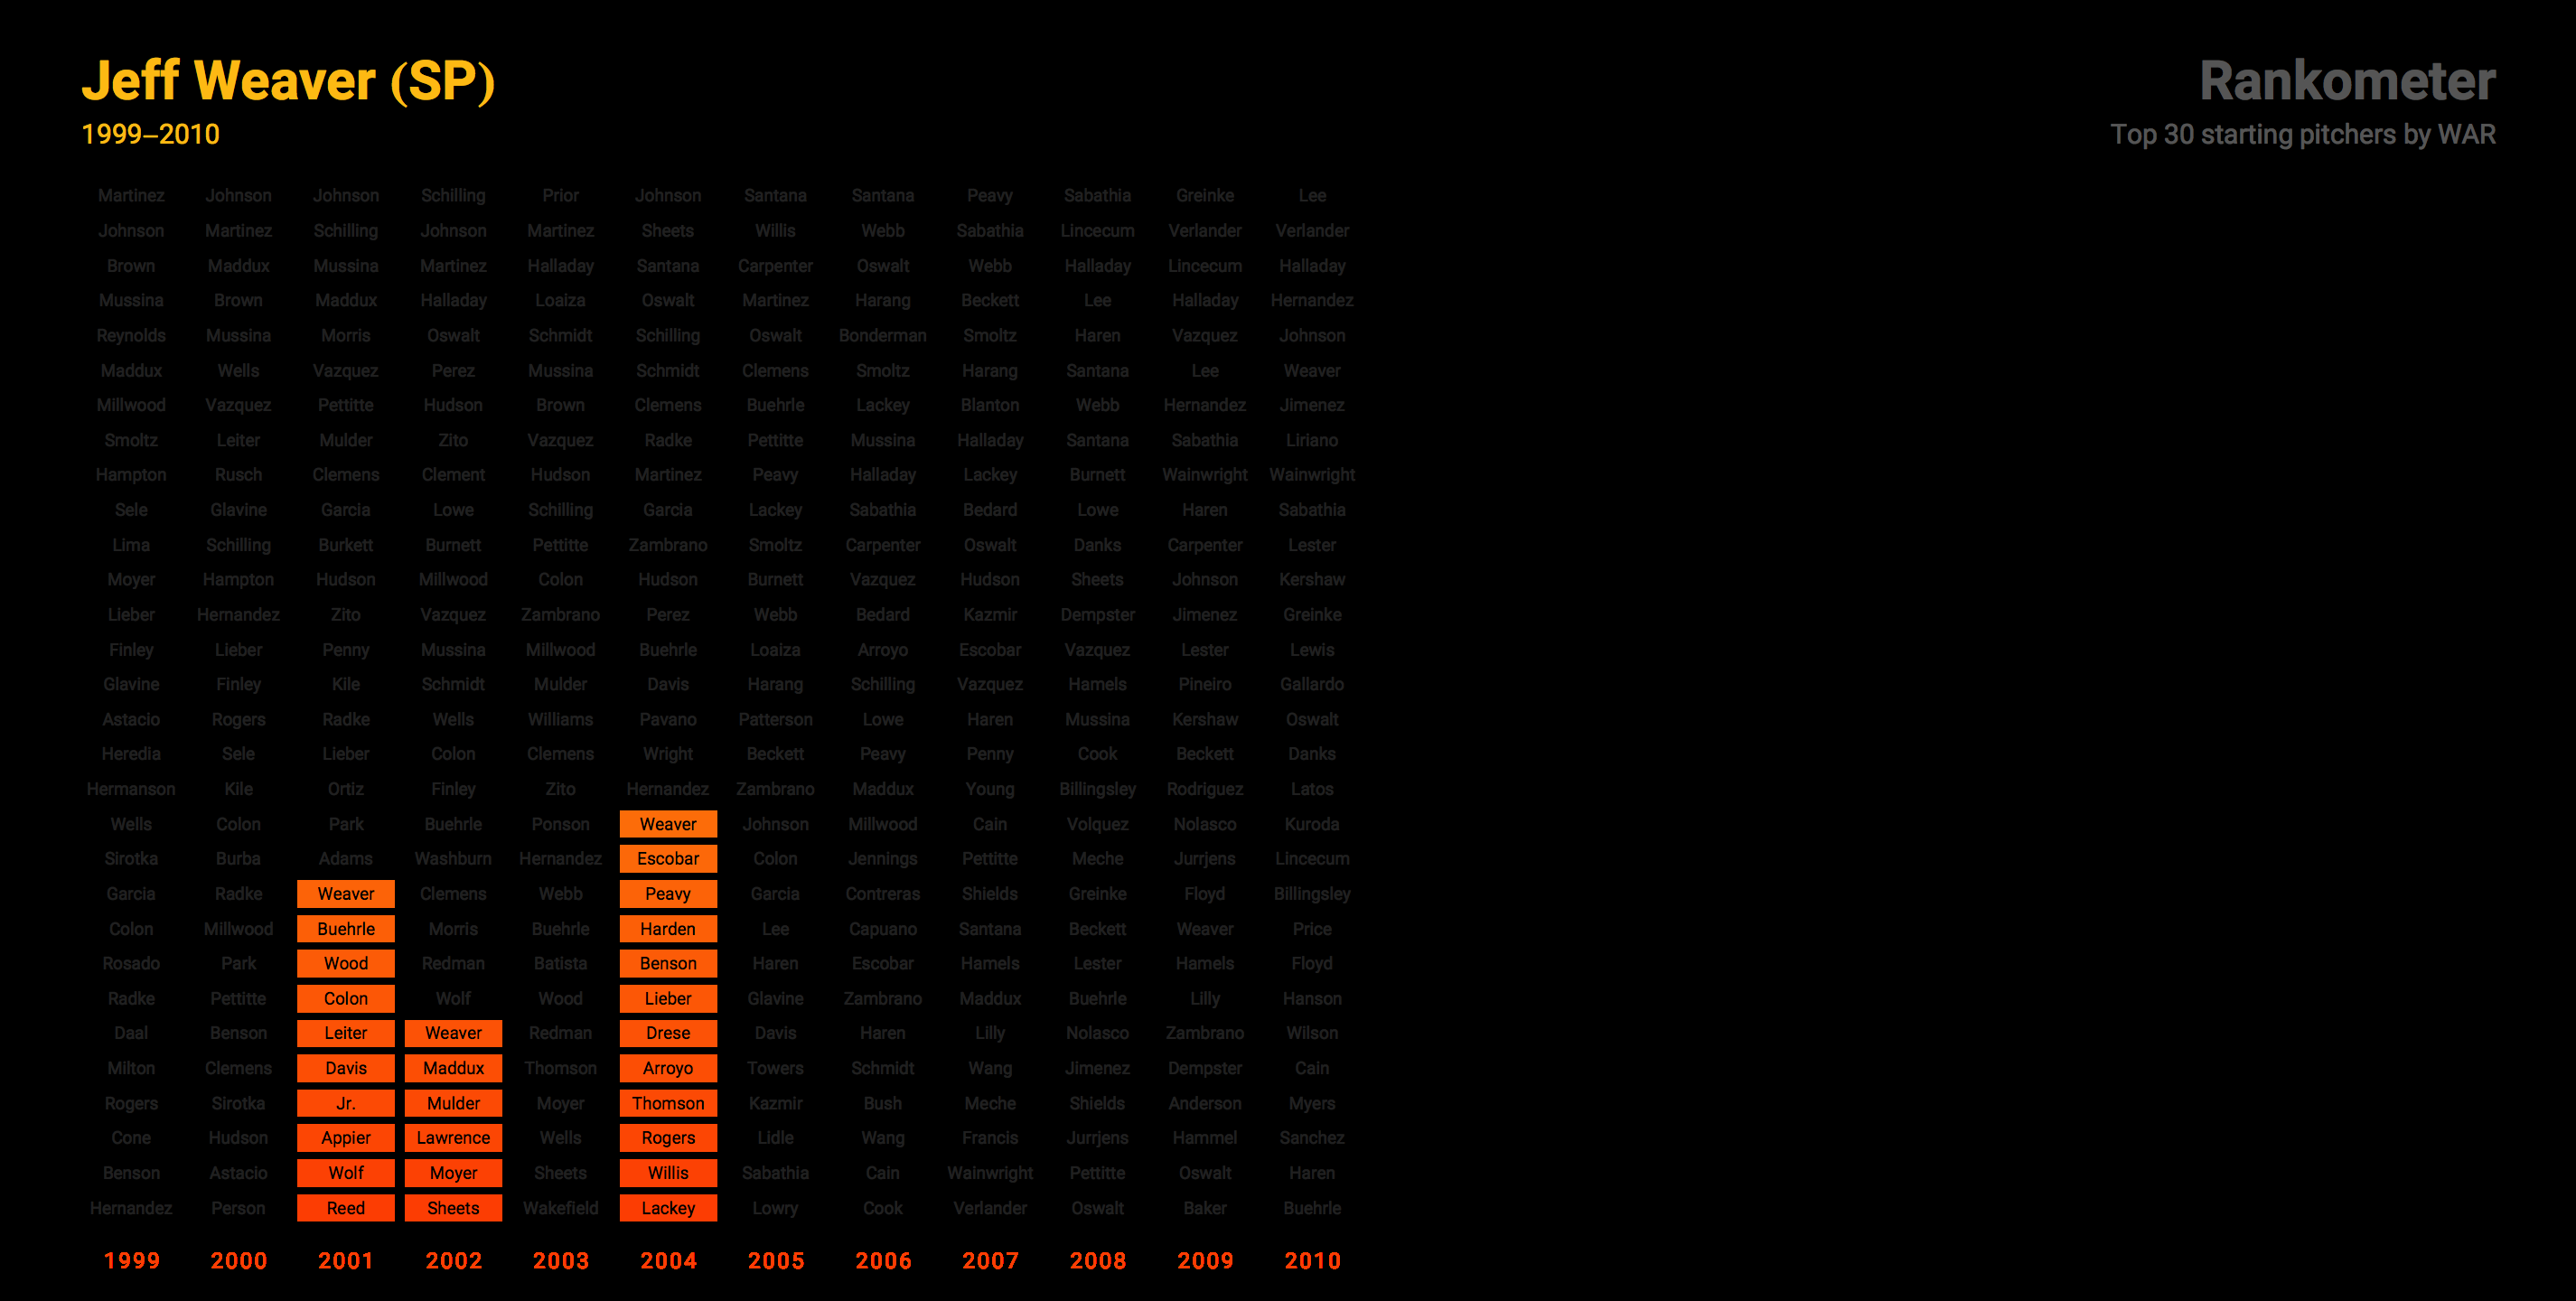 Jeff Weaver (SP)
1999–2010
Rankometer
Top 30 starting pitchers by WAR
Martinez Johnson Johnson Schilling Prior Johnson Santana Santana Peavy Sabathia Greinke Lee
Johnson Martinez Schilling Johnson Martinez Sheets Willis Webb Sabathia Lincecum Verlander Verlander
Brown Maddux Mussina Martinez Halladay Santana Carpenter Oswalt Webb Halladay Lincecum Halladay
Mussina Brown Maddux Halladay Loaiza Oswalt Martinez Harang Beckett Lee Halladay Hernandez
Reynolds Mussina Morris Oswalt Schmidt Schilling Oswalt Bonderman Smoltz Haren Vazquez Johnson
Maddux Wells Vazquez Perez Mussina Schmidt Clemens Smoltz Harang Santana Lee Weaver
Millwood Vazquez Pettitte Hudson Brown Clemens Buehrle Lackey Blanton Webb Hernandez Jimenez
Smoltz Leiter Mulder Zito Vazquez Radke Pettitte Mussina Halladay Santana Sabathia Liriano
Hampton Rusch Clemens Clement Hudson Martinez Peavy Halladay Lackey Burnett Wainwright Wainwright
Sele Glavine Garcia Lowe Schilling Garcia Lackey Sabathia Bedard Lowe Haren Sabathia
Lima Schilling Burkett Burnett Pettitte Zambrano Smoltz Carpenter Oswalt Danks Carpenter Lester
Moyer Hampton Hudson Millwood Colon Hudson Burnett Vazquez Hudson Sheets Johnson Kershaw
Lieber Hernandez Zito Vazquez Zambrano Perez Webb Bedard Kazmir Dempster Jimenez Greinke
Finley Lieber Penny Mussina Millwood Buehrle Loaiza Arroyo Escobar Vazquez Lester Lewis
Glavine Finley Kile Schmidt Mulder Davis Harang Schilling Vazquez Hamels Pineiro Gallardo
Astacio Rogers Radke Wells Williams Pavano Patterson Lowe Haren Mussina Kershaw Oswalt
Heredia Sele Lieber Colon Clemens Wright Beckett Peavy Penny Cook Beckett Danks
Hermanson Kile Ortiz Finley Zito Hernandez Zambrano Maddux Young Billingsley Rodriguez Latos
Wells Colon Park Buehrle Ponson Weaver Johnson Millwood Cain Volquez Nolasco Kuroda
Sirotka Burba Adams Washburn Hernandez Escobar Colon Jennings Pettitte Meche Jurrjens Lincecum
Garcia Radke Weaver Clemens Webb Peavy Garcia Contreras Shields Greinke Floyd Billingsley
Colon Millwood Buehrle Morris Buehrle Harden Lee Capuano Santana Beckett Weaver Price
Rosado Park Wood Redman Batista Benson Haren Escobar Hamels Lester Hamels Floyd
Radke Pettitte Colon Wolf Wood Lieber Glavine Zambrano Maddux Buehrle Lilly Hanson
Daal Benson Leiter Weaver Redman Drese Davis Haren Lilly Nolasco Zambrano Wilson
Milton Clemens Davis Maddux Thomson Arroyo Towers Schmidt Wang Jimenez Dempster Cain
Rogers Sirotka Jr. Mulder Moyer Thomson Kazmir Bush Meche Shields Anderson Myers
Cone Hudson Appier Lawrence Wells Rogers Lidle Wang Francis Jurrjens Hammel Sanchez
Benson Astacio Wolf Moyer Sheets Willis Sabathia Cain Wainwright Pettitte Oswalt Haren
Hernandez Person Reed Sheets Wakefield Lackey Lowry Cook Verlander Oswalt Baker Buehrle
1999 2000 2001 2002 2003 2004 2005 2006 2007 2008 2009 2010